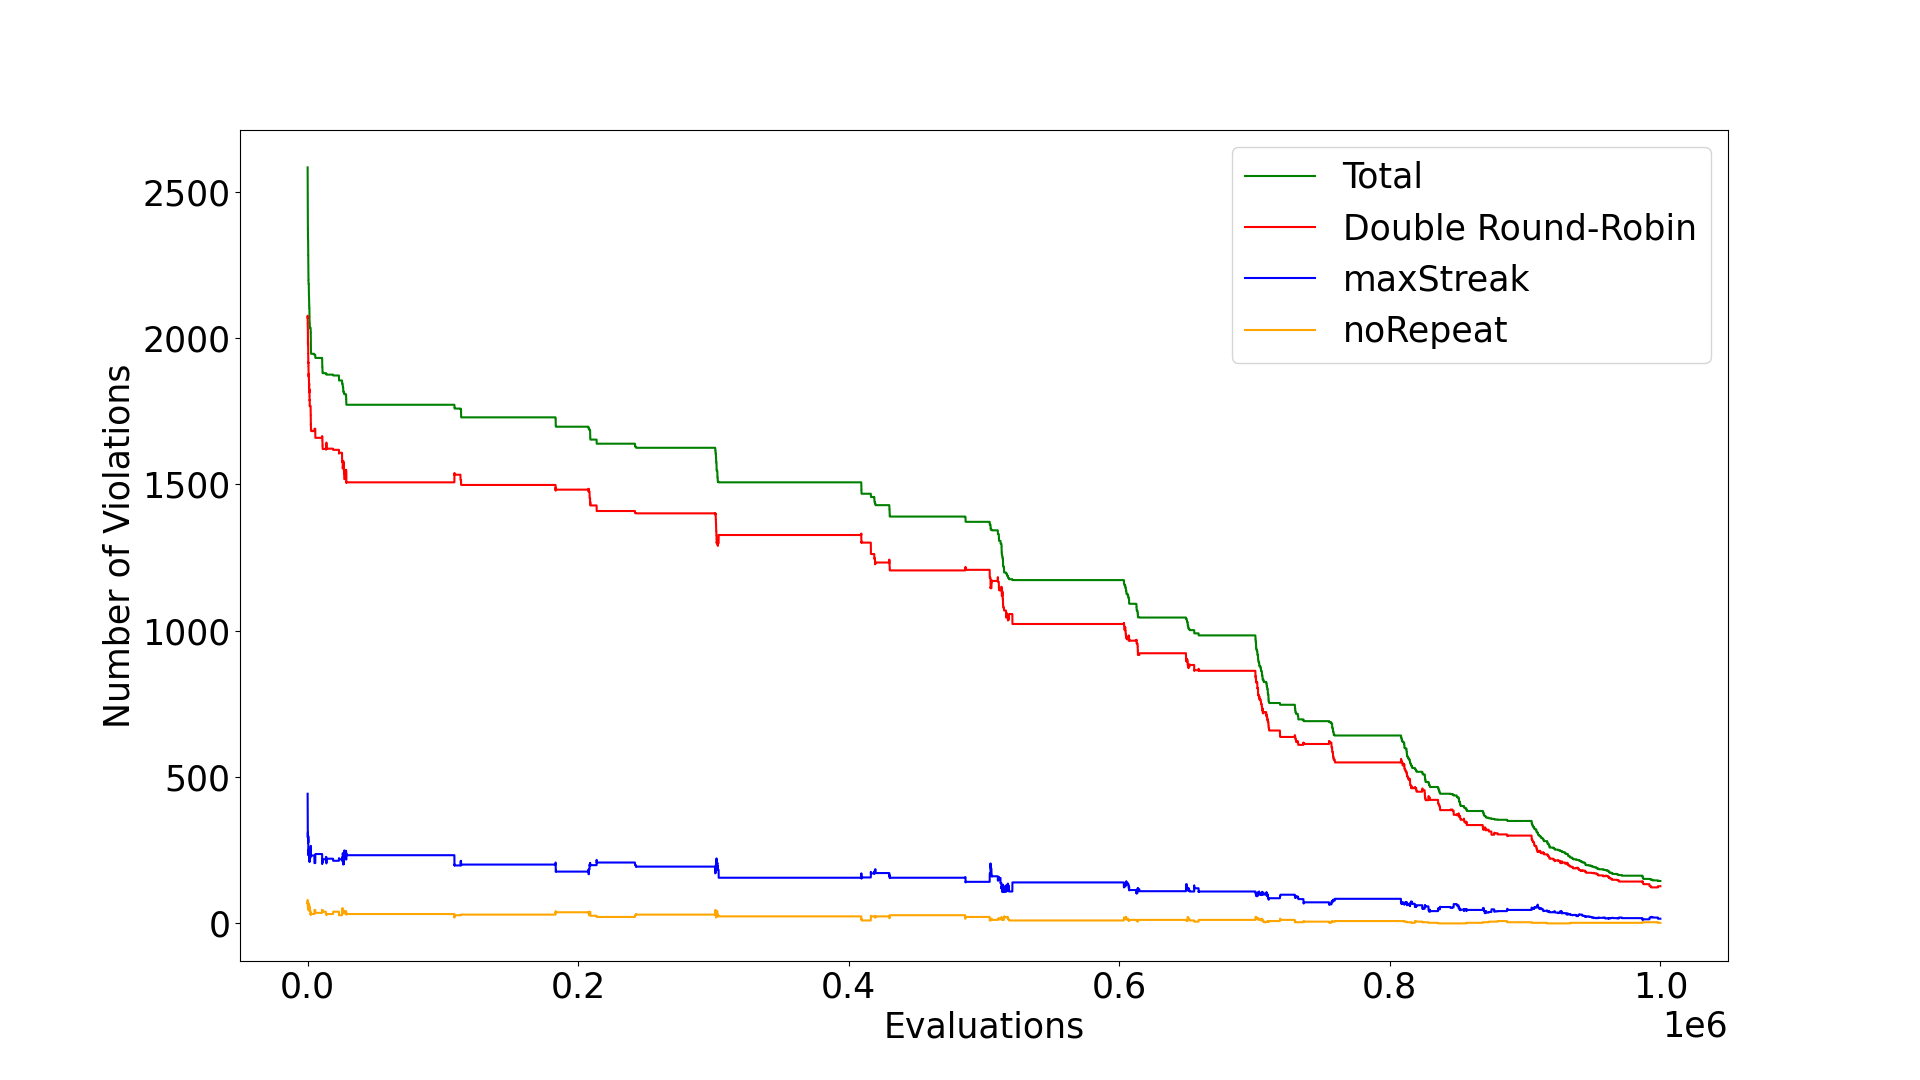 Total
Double Round-Robin
maxStreak
noRepeat
Number of Violations
2500
2000
1500
1000
500
0
0.0 0.2 0.4 0.6 0.8 1.0
Evaluations
1e6